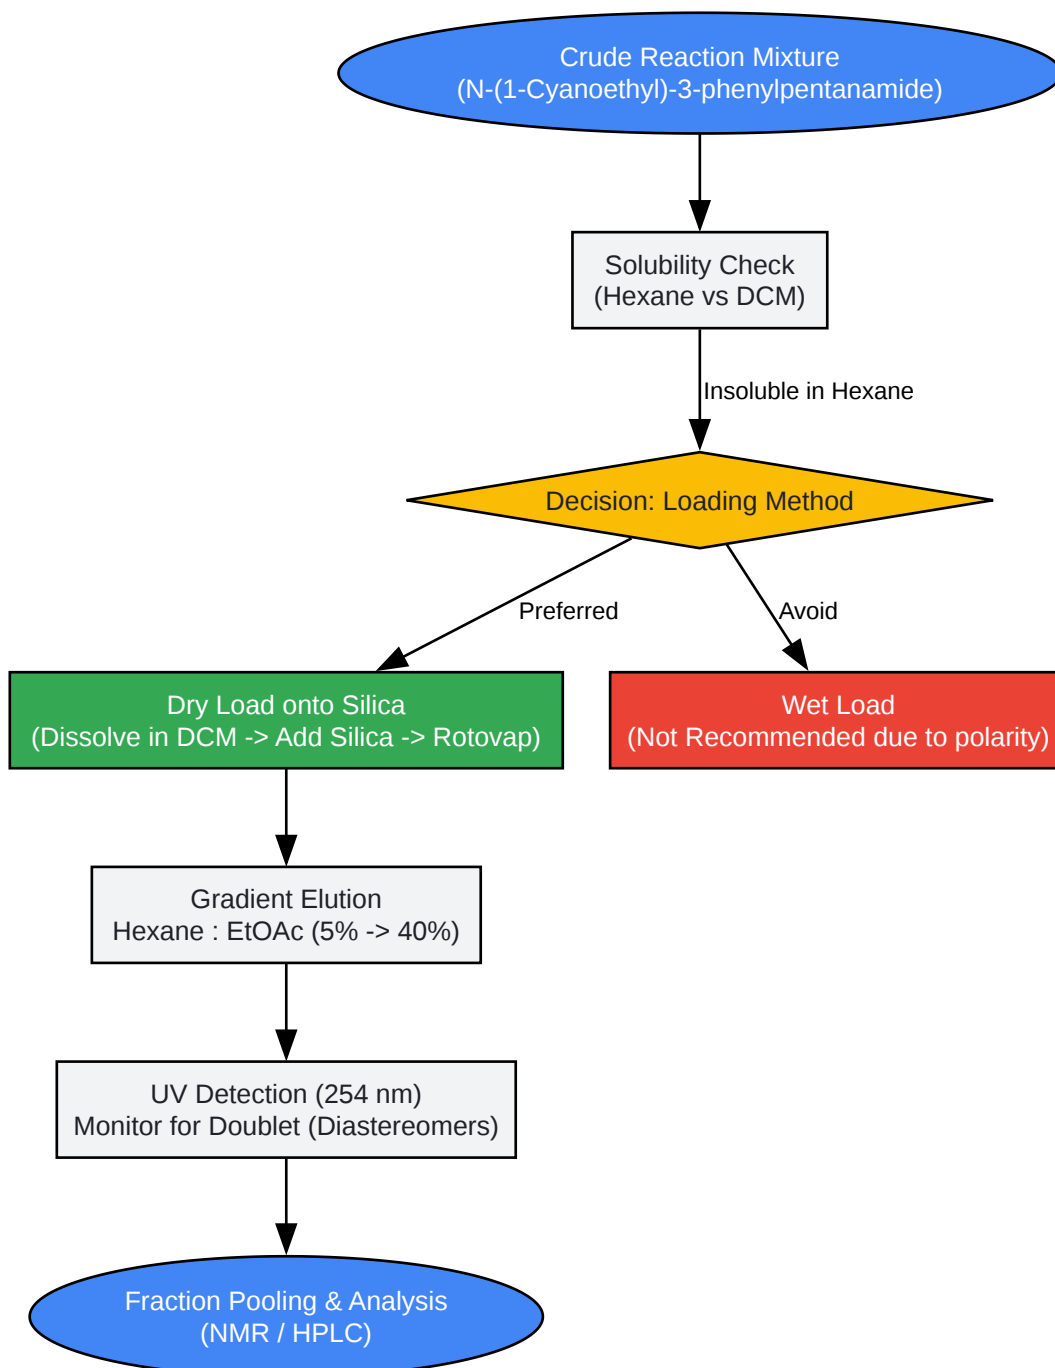 Crude Reaction Mixture
(N-(1-Cyanoethyl)-3-phenylpentanamide)
Solubility Check
(Hexane vs DCM)
Insoluble in Hexane
Decision: Loading Method
Preferred
Avoid
Dry Load onto Silica
(Dissolve in DCM -> Add Silica -> Rotovap)
Wet Load
(Not Recommended due to polarity)
Gradient Elution
Hexane : EtOAc (5% -> 40%)
UV Detection (254 nm)
Monitor for Doublet (Diastereomers)
Fraction Pooling & Analysis
(NMR / HPLC)